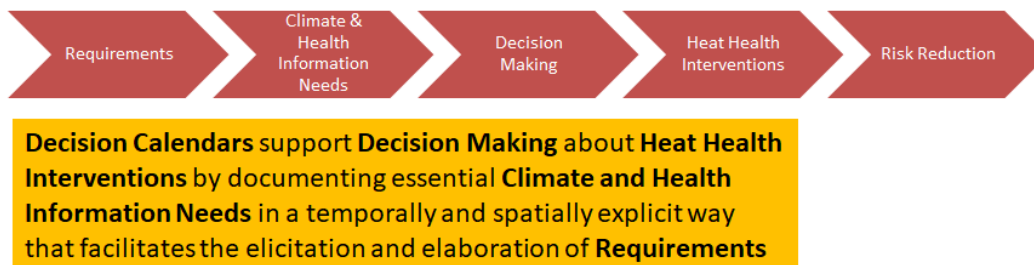 Requirements
Climate &
Health
Information
Needs
Decision
Making
Heat Health
Interventions
Risk Reduction
Decision Calendars support Decision Making about Heat Health
Interventions by documenting essential Climate and Health
Information Needs in a temporally and spatially explicit way
that facilitates the elicitation and elaboration of Requirements